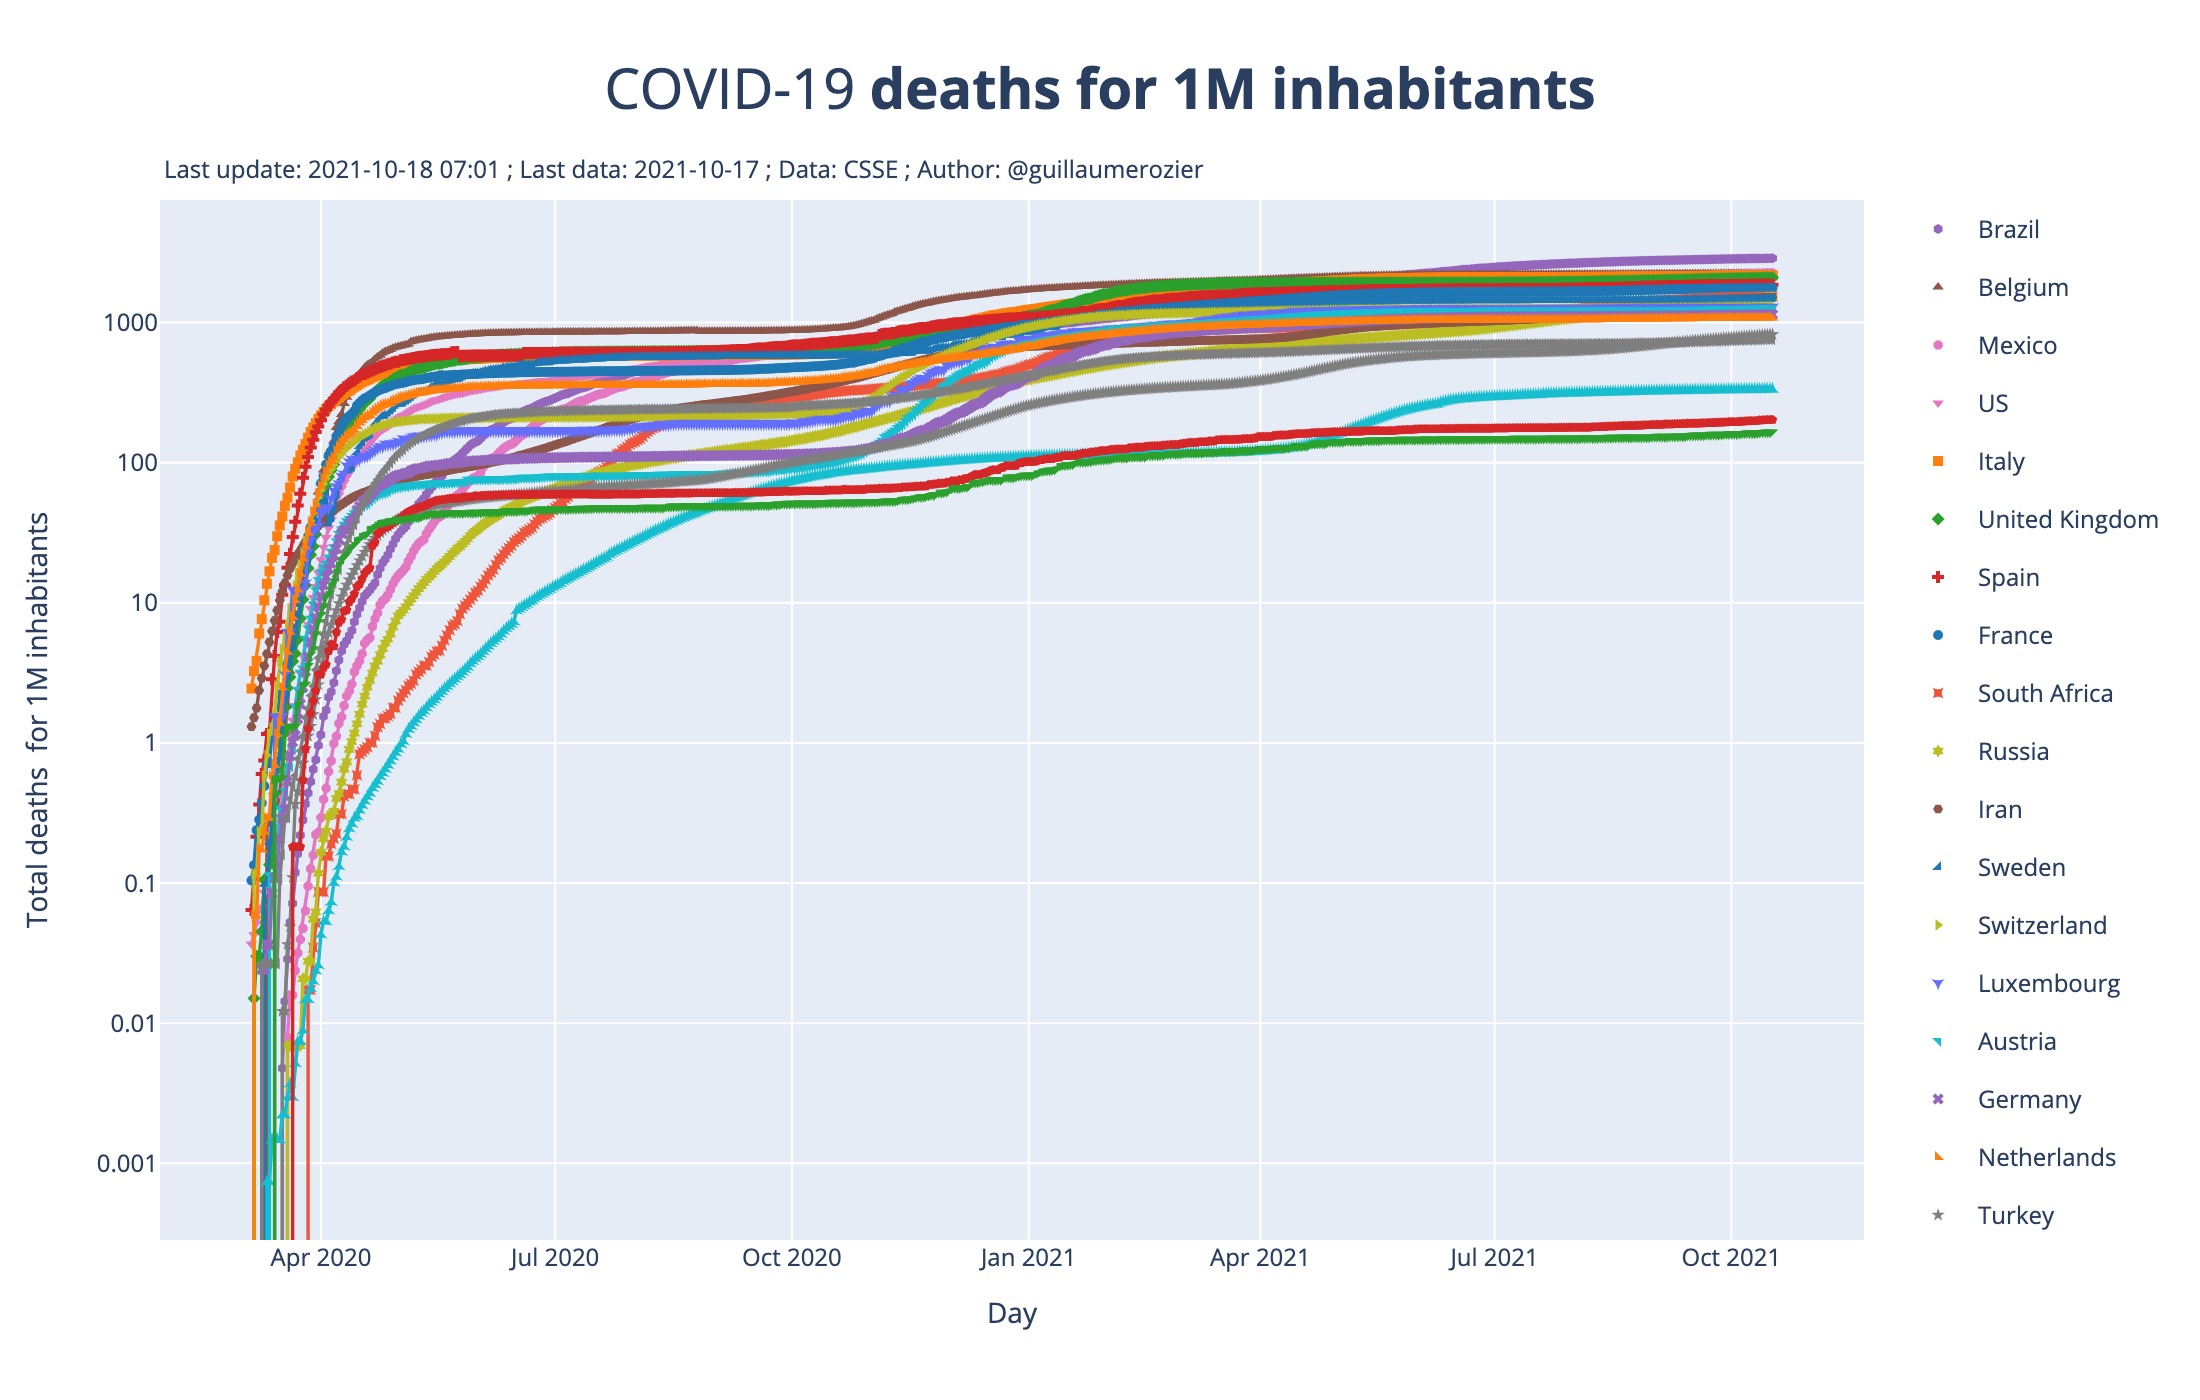 COVID-19 deaths for 1M inhabitants
Last update: 2021-10-18 07:01 ; Last data: 2021-10-17 ; Data: CSSE ; Author: @guillaumerozier
Total deaths for 1M inhabitants
1000
100
10
1
0.1
0.01
0.001
Apr 2020
Jul 2020
Oct 2020
Jan 2021
Apr 2021
Jul 2021
Oct 2021
Day
Brazil
Belgium
Mexico
US
Italy
United Kingdom
Spain
France
South Africa
Russia
Iran
Sweden
Switzerland
Luxembourg
Austria
Germany
Netherlands
Turkey